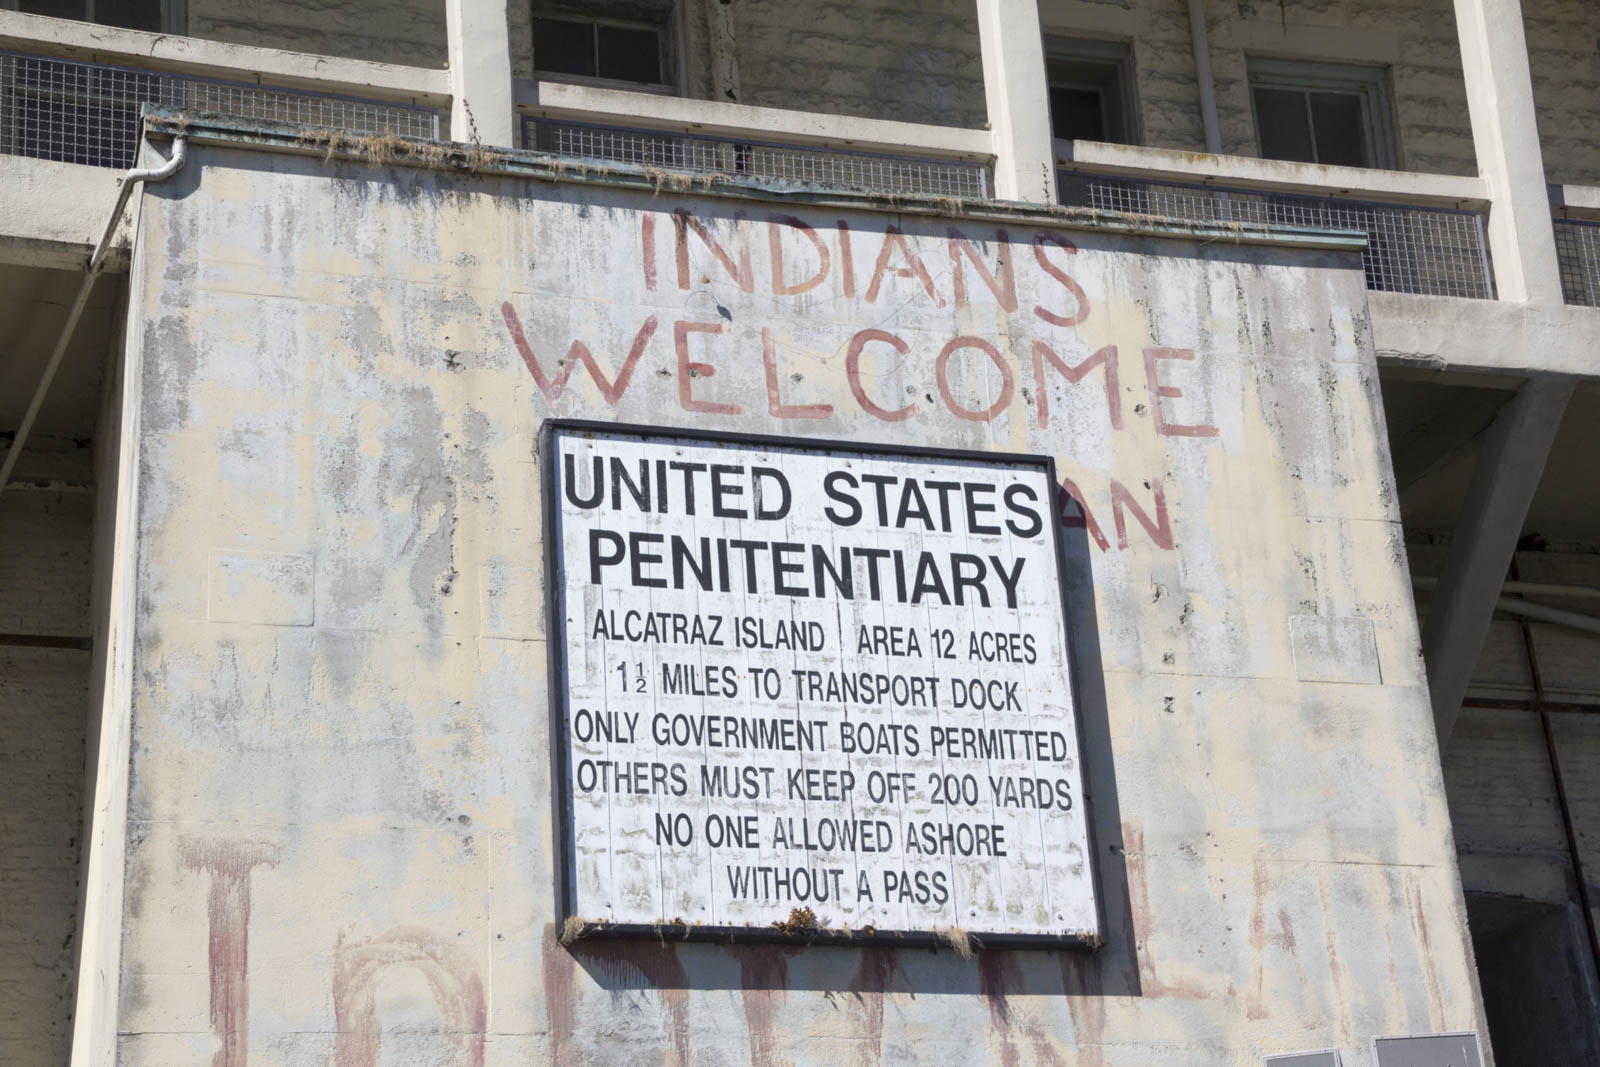 INDIANS
WELCOME
UNITED STATES
PENITENTIARY
ALCATRAZ ISLAND AREA 12 ACRES
1½ MILES TO TRANSPORT DOCK
ONLY GOVERNMENT BOATS PERMITTED
OTHERS MUST KEEP OFF 200 YARDS
NO ONE ALLOWED ASHORE
WITHOUT A PASS